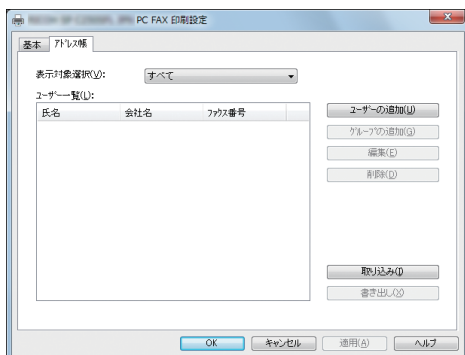 PC FAX 印刷設定
基本 アドレス帳
表示対象選択(V): すべて
ユーザー一覧(L):
氏名 会社名 ファクス番号
ユーザーの追加(U)
グループの追加(G)
編集(E)
削除(D)
取り込み(I)
書き出し(X)
OK キャンセル 適用(A) ヘルプ